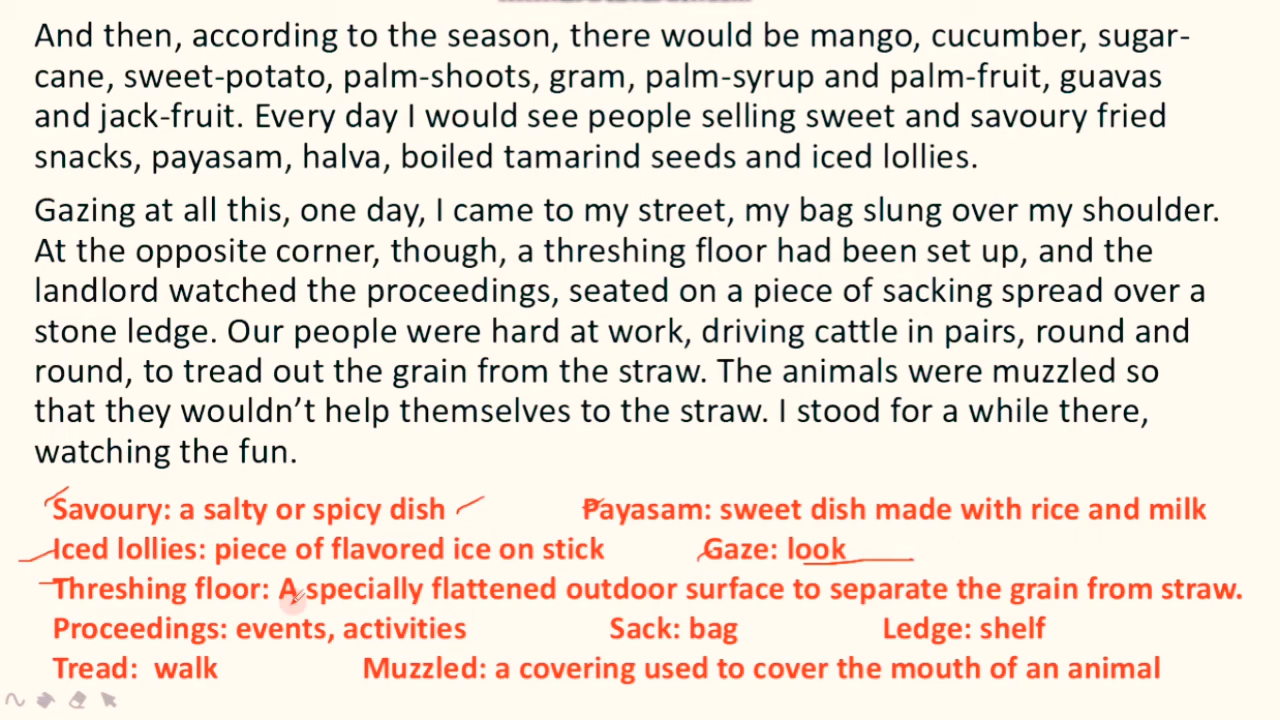 And then, according to the season, there would be mango, cucumber, sugar-
cane, sweet-potato, palm-shoots, gram, palm-syrup and palm-fruit, guavas
and jack-fruit. Every day I would see people selling sweet and savoury fried
snacks, payasam, halva, boiled tamarind seeds and iced lollies.
Gazing at all this, one day, I came to my street, my bag slung over my shoulder.
At the opposite corner, though, a threshing floor had been set up, and the
landlord watched the proceedings, seated on a piece of sacking spread over a
stone ledge. Our people were hard at work, driving cattle in pairs, round and
round, to tread out the grain from the straw. The animals were muzzled so
that they wouldn’t help themselves to the straw. I stood for a while there,
watching the fun.
Savoury: a salty or spicy dish Payasam: sweet dish made with rice and milk
Iced lollies: piece of flavored ice on stick Gaze: look
Threshing floor: A specially flattened outdoor surface to separate the grain from straw.
Proceedings: events, activities Sack: bag Ledge: shelf
Tread: walk Muzzled: a covering used to cover the mouth of an animal